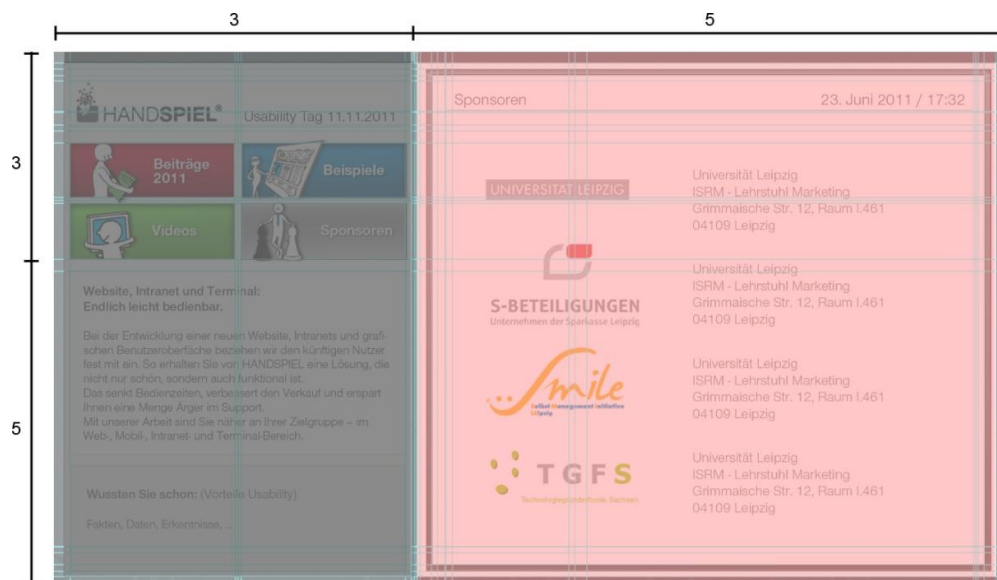 3
5
3
5
HANDSPIEL®
Usability Tag 11.11.2011
Beiträge
2011
Beispiele
Videos
Sponsoren
Website, Intranet und Terminal:
Endlich leicht bedienbar.
Bei der Entwicklung einer neuen Website, Intranets und grafi-
schen Benutzeroberfäche beziehen wir den künftigen Nutzer
fest mit ein. So erhalten Sie von HANDSPIEL eine Lösung, die
nicht nur schön, sondern auch funktional ist.
Das senkt Bedienzeiten, verbessert den Verkauf und erspart
Ihnen eine Menge Ärger im Support.
Mit unserer Arbeit sind Sie näher an Ihrer Zielgruppe – im
Web-, Mobil-, Intranet- und Terminal-Bereich.
Wussten Sie schon: (Vorteile Usability)
Fakten, Daten, Erkentnisse, ...
Sponsoren
23. Juni 2011 / 17:32
UNIVERSITÄT LEIPZIG
Universität Leipzig
ISRM - Lehrstuhl Marketing
Grimmaische Str. 12, Raum I.461
04109 Leipzig
S-BETEILIGUNGEN
Unternehmen der Sparkasse Leipzig
Universität Leipzig
ISRM - Lehrstuhl Marketing
Grimmaische Str. 12, Raum I.461
04109 Leipzig
Smile
Selbst Management Initiative
Leipzig
Universität Leipzig
ISRM - Lehrstuhl Marketing
Grimmaische Str. 12, Raum I.461
04109 Leipzig
TGFS
Technologiegründerfonds Sachsen
Universität Leipzig
ISRM - Lehrstuhl Marketing
Grimmaische Str. 12, Raum I.461
04109 Leipzig